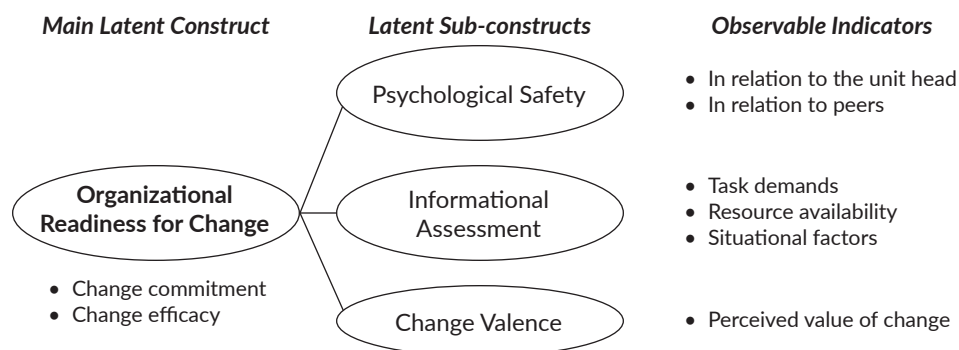 Main Latent Construct
Latent Sub-constructs
Observable Indicators
Psychological Safety
• In relation to the unit head
• In relation to peers
Organizational
Readiness for Change
• Change commitment
• Change efficacy
Informational
Assessment
• Task demands
• Resource availability
• Situational factors
Change Valence
• Perceived value of change